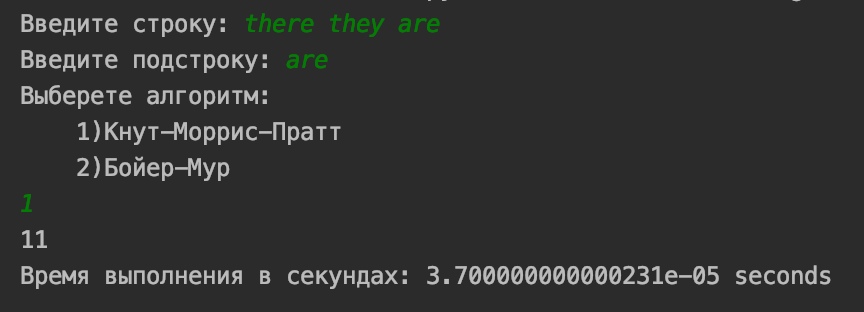 Введите строку: there they are
Введите подстроку: are
Выберете алгоритм:
1)Кнут-Моррис-Пратт
2)Бойер-Мур
1
11
Время выполнения в секундах: 3.700000000000231e-05 seconds